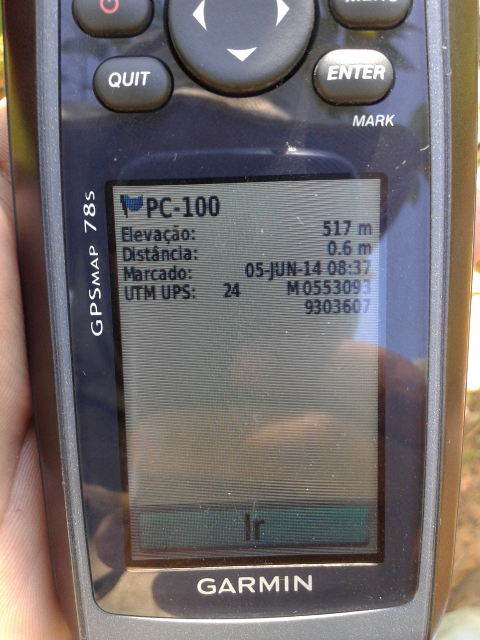 MENU
QUIT
ENTER
MARK
GPSMAP 78s
PC-100
Elevação: 517 m
Distância: 0.6 m
Marcado: 05-JUN-14 08:37
UTM UPS: 24 M 0553093
9303607
Ir
GARMIN